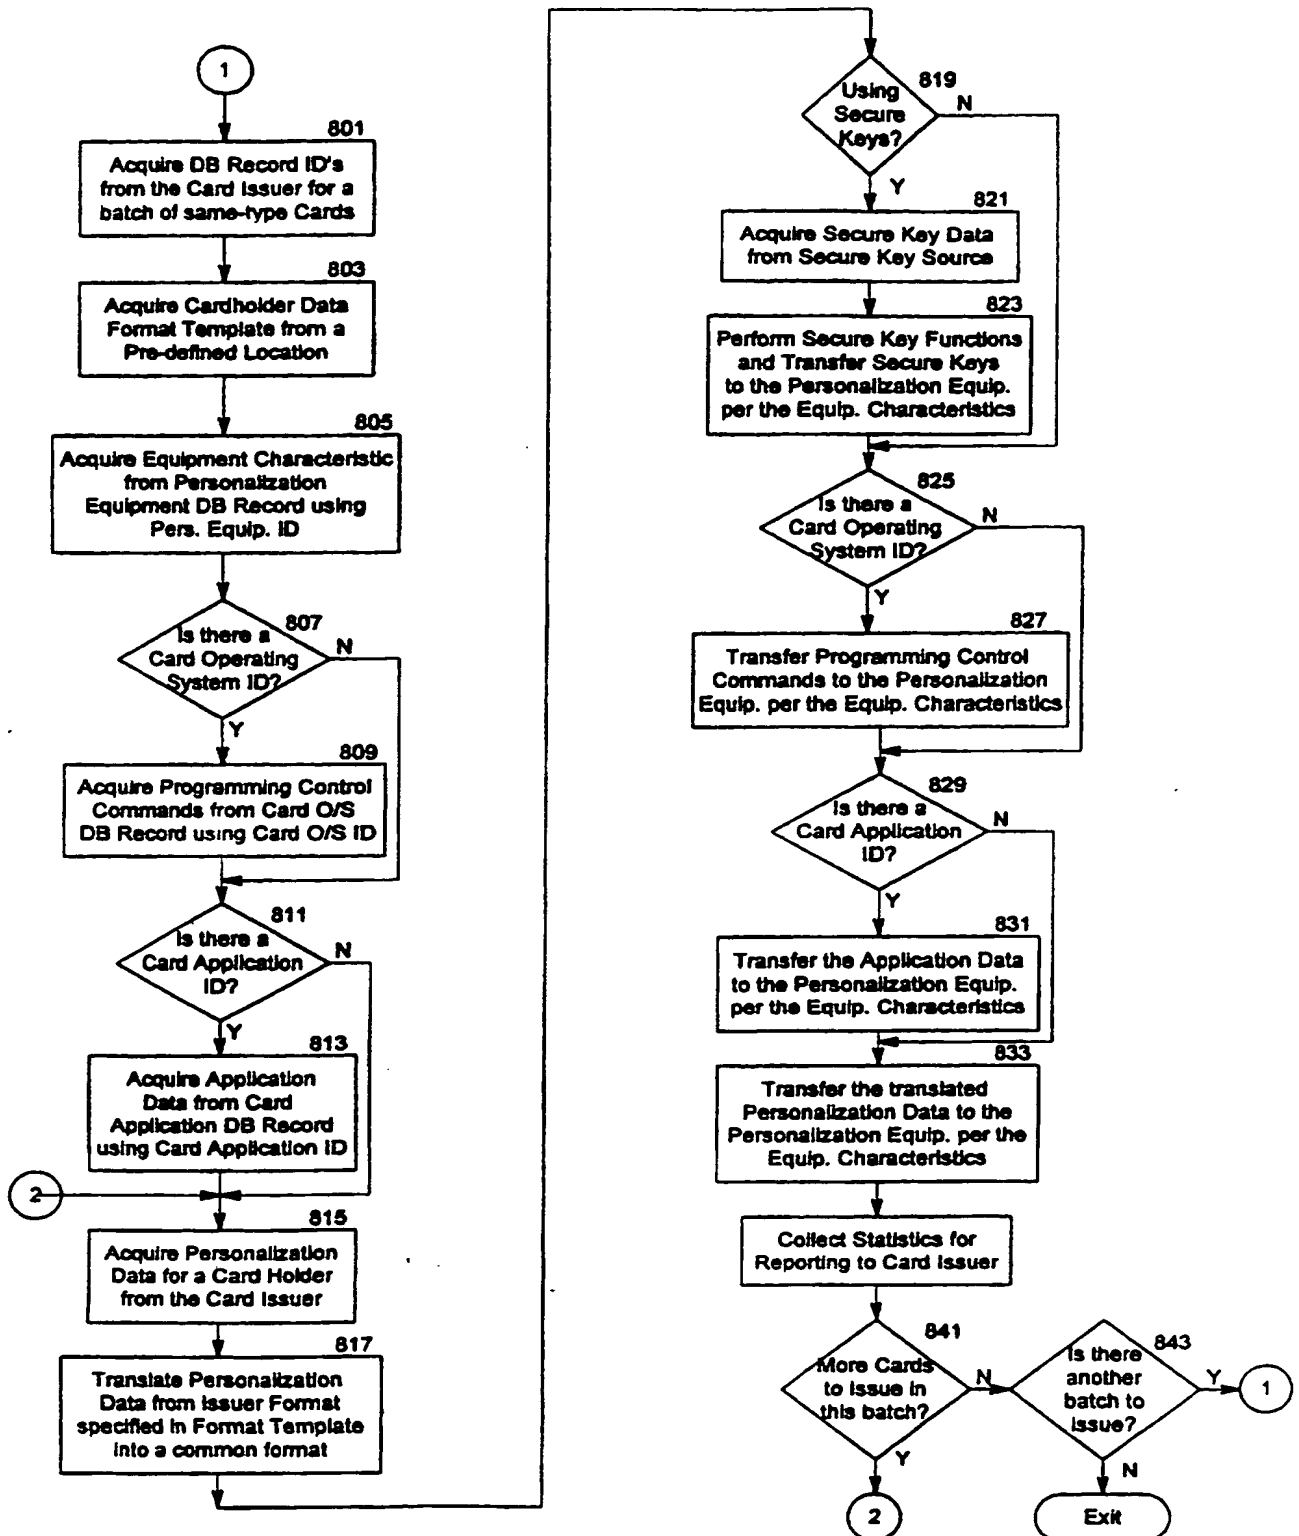 1
801
Acquire DB Record ID's
from the Card Issuer for a
batch of same-type Cards
803
Acquire Cardholder Data
Format Template from a
Pre-defined Location
805
Acquire Equipment Characteristic
from Personalization
Equipment DB Record using
Pers. Equip. ID
807
Is there a
Card Operating
System ID?
N
Y
809
Acquire Programming Control
Commands from Card O/S
DB Record using Card O/S ID
811
Is there a
Card Application
ID?
N
Y
813
Acquire Application
Data from Card
Application DB Record
using Card Application ID
2
815
Acquire Personalization
Data for a Card Holder
from the Card Issuer
817
Translate Personalization
Data from Issuer Format
specified in Format Template
into a common format
819
Using
Secure
Keys?
N
Y
821
Acquire Secure Key Data
from Secure Key Source
823
Perform Secure Key Functions
and Transfer Secure Keys
to the Personalization Equip.
per the Equip. Characteristics
825
Is there a
Card Operating
System ID?
N
Y
827
Transfer Programming Control
Commands to the Personalization
Equip. per the Equip. Characteristics
829
Is there a
Card Application
ID?
N
Y
831
Transfer the Application Data
to the Personalization Equip.
per the Equip. Characteristics
833
Transfer the translated
Personalization Data to the
Personalization Equip. per the
Equip. Characteristics
Collect Statistics for
Reporting to Card Issuer
841
More Cards
to issue in
this batch?
N
Y
2
843
Is there
another
batch to
issue?
Y
1
N
Exit